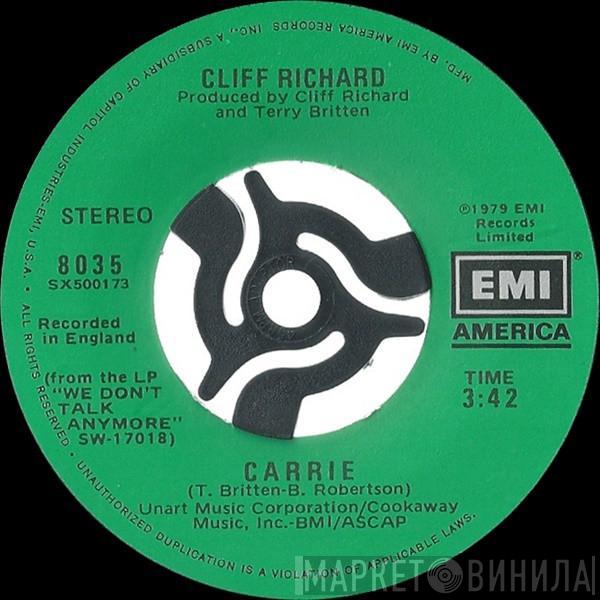 MFD. BY EMI AMERICA RECORDS INC., A SUBSIDIARY OF CAPITOL INDUSTRIES-EMI, U.S.A. • ALL RIGHTS RESERVED • UNAUTHORIZED DUPLICATION IS A VIOLATION OF APPLICABLE LAWS.
CLIFF RICHARD
Produced by Cliff Richard
and Terry Britten
STEREO
8035
SX500173
Recorded
in England
(from the LP
"WE DON'T
TALK
ANYMORE"
SW-17018)
℗1979 EMI
Records
Limited
EMI®
AMERICA
TIME
3:42
CARRIE
(T. Britten-B. Robertson)
Unart Music Corporation/Cookaway
Music, Inc.-BMI/ASCAP
МАРКЕТ ВИНИЛА